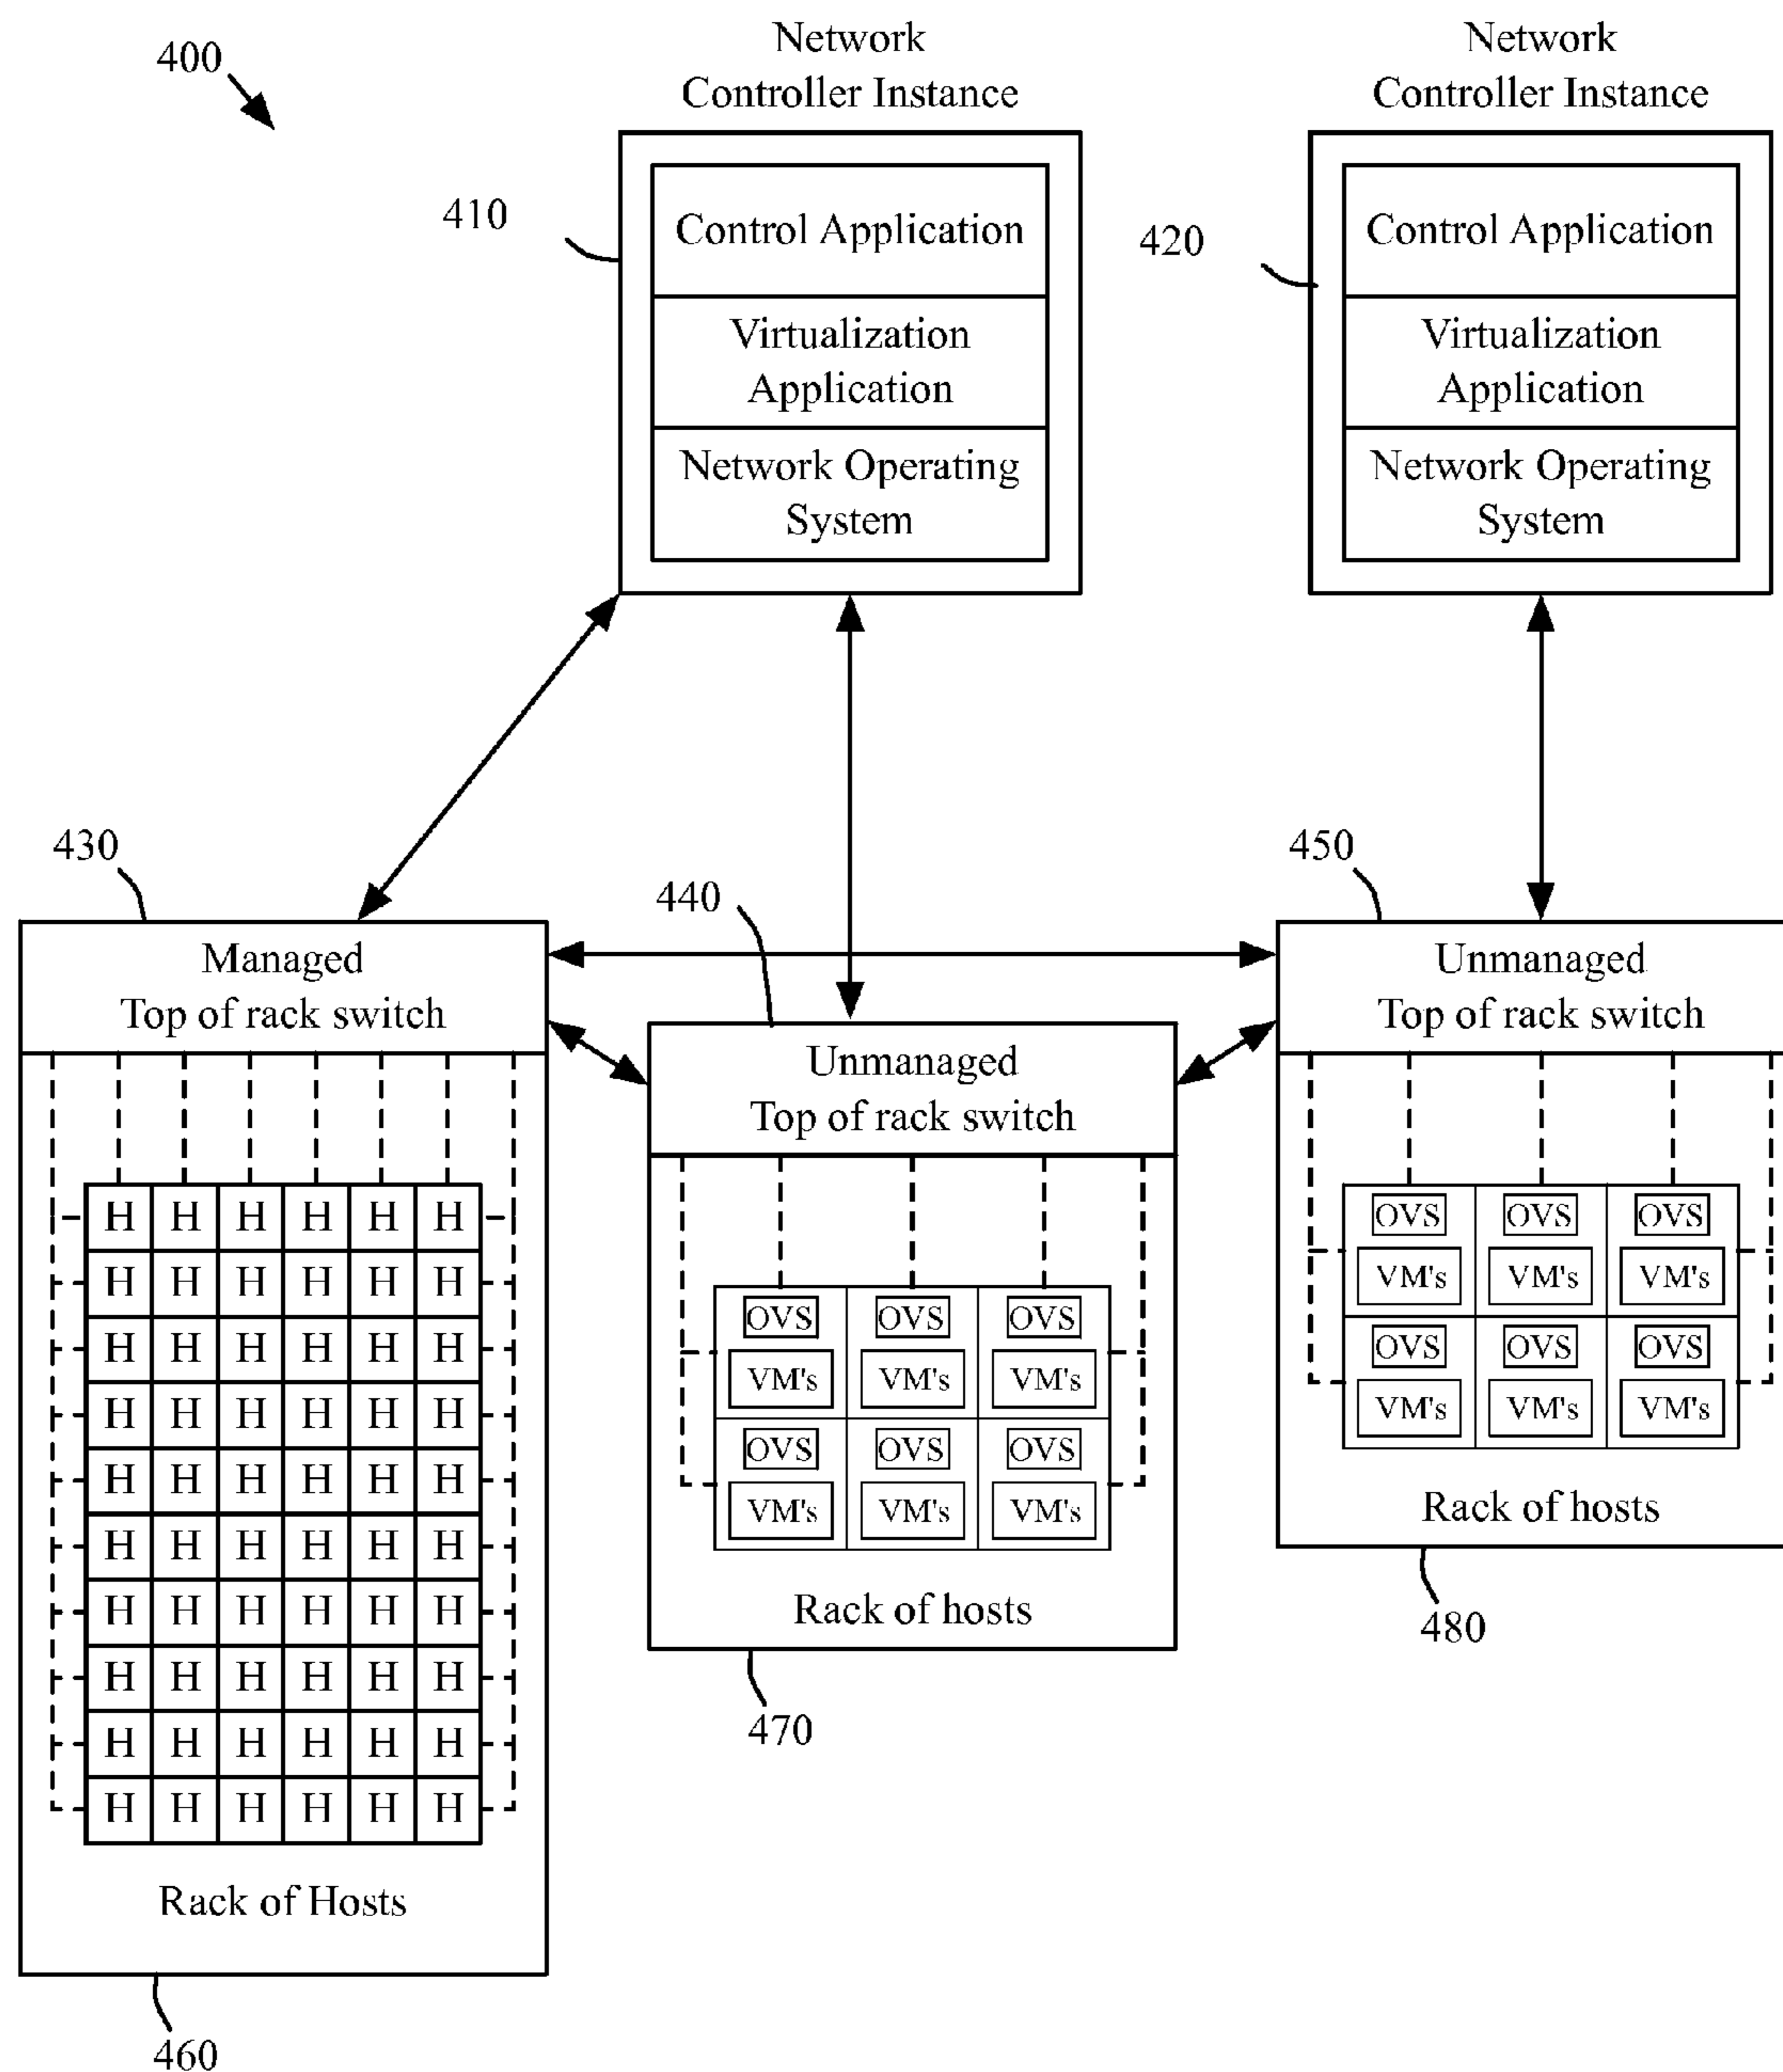 400
Network
Controller Instance
Network
Controller Instance
410
Control Application
Virtualization
Application
Network Operating
System
420
Control Application
Virtualization
Application
Network Operating
System
430
440
450
Managed
Top of rack switch
Unmanaged
Top of rack switch
Unmanaged
Top of rack switch
H H H H H H
H H H H H H
H H H H H H
H H H H H H
H H H H H H
H H H H H H
H H H H H H
H H H H H H
H H H H H H
H H H H H H
Rack of Hosts
460
OVS OVS OVS
VM's VM's VM's
OVS OVS OVS
VM's VM's VM's
Rack of hosts
470
OVS OVS OVS
VM's VM's VM's
OVS OVS OVS
VM's VM's VM's
Rack of hosts
480